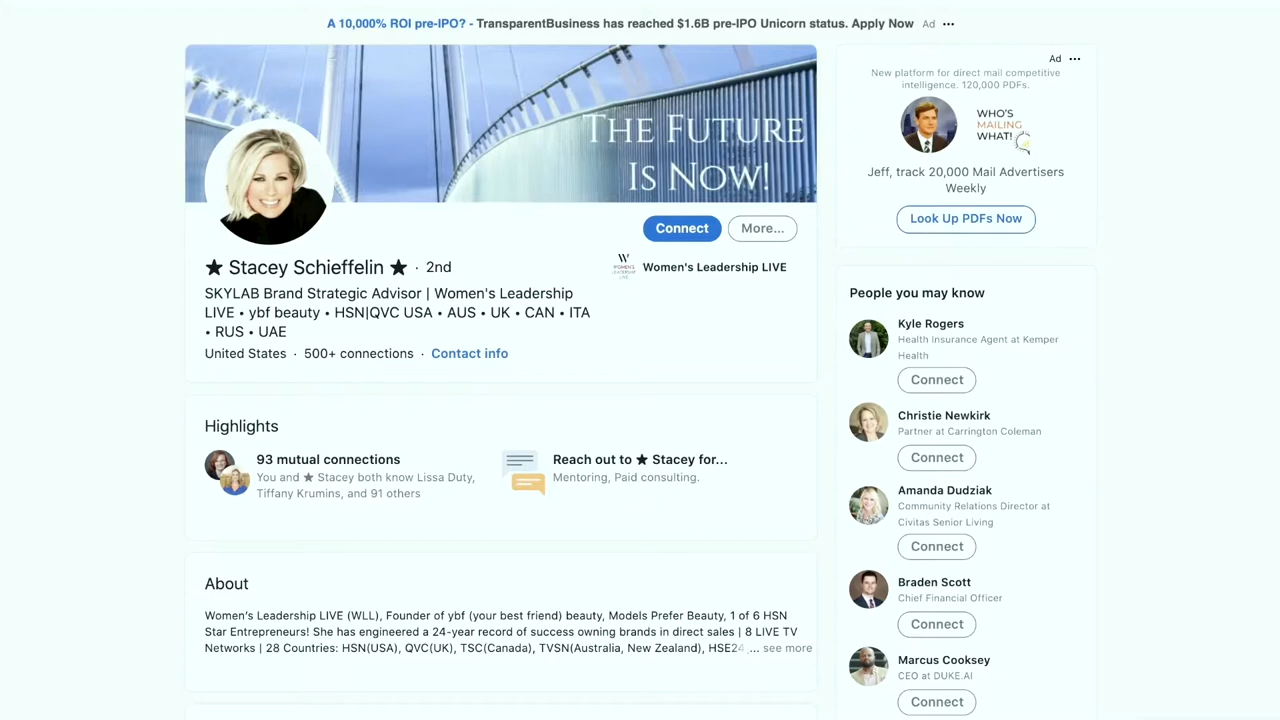 A 10,000% ROI pre-IPO? - TransparentBusiness has reached $1.6B pre-IPO Unicorn status. Apply Now Ad •••
THE FUTURE
IS NOW!
Connect
More...
★ Stacey Schieffelin ★ · 2nd
WOMEN'S LEADERSHIP LIVE
Women's Leadership LIVE
SKYLAB Brand Strategic Advisor | Women's Leadership
LIVE • ybf beauty • HSN|QVC USA • AUS • UK • CAN • ITA
• RUS • UAE
United States · 500+ connections · Contact info
Highlights
93 mutual connections
You and ★ Stacey both know Lissa Duty,
Tiffany Krumins, and 91 others
Reach out to ★ Stacey for...
Mentoring, Paid consulting.
About
Women's Leadership LIVE (WLL), Founder of ybf (your best friend) beauty, Models Prefer Beauty, 1 of 6 HSN
Star Entrepreneurs! She has engineered a 24-year record of success owning brands in direct sales | 8 LIVE TV
Networks | 28 Countries: HSN(USA), QVC(UK), TSC(Canada), TVSN(Australia, New Zealand), HSE24 ... see more
Ad •••
New platform for direct mail competitive
intelligence. 120,000 PDFs.
WHO'S
MAILING
WHAT!
Jeff, track 20,000 Mail Advertisers
Weekly
Look Up PDFs Now
People you may know
Kyle Rogers
Health Insurance Agent at Kemper
Health
Connect
Christie Newkirk
Partner at Carrington Coleman
Connect
Amanda Dudziak
Community Relations Director at
Civitas Senior Living
Connect
Braden Scott
Chief Financial Officer
Connect
Marcus Cooksey
CEO at DUKE.AI
Connect